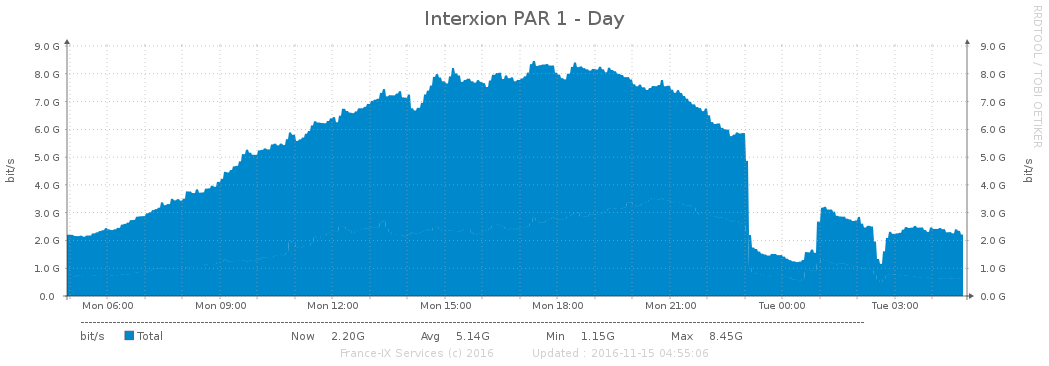 Interxion PAR 1 - Day
RRDTOOL / TOBI OETIKER
bit/s
9.0 G
8.0 G
7.0 G
6.0 G
5.0 G
4.0 G
3.0 G
2.0 G
1.0 G
0.0
9.0 G
8.0 G
7.0 G
6.0 G
5.0 G
4.0 G
3.0 G
2.0 G
1.0 G
0.0 G
bit/s
Mon 06:00 Mon 09:00 Mon 12:00 Mon 15:00 Mon 18:00 Mon 21:00 Tue 00:00 Tue 03:00
bit/s Total Now 2.20G Avg 5.14G Min 1.15G Max 8.45G
France-IX Services (c) 2016 Updated : 2016-11-15 04:55:06